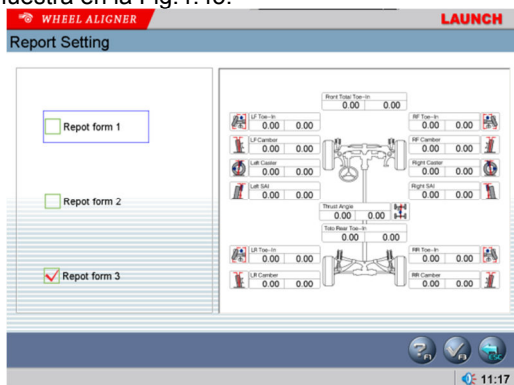 muestra en la Fig.1.43.
WHEEL ALIGNER
LAUNCH
Report Setting
Repot form 1
Repot form 2
Repot form 3
Front Total Toe-In
0.00 0.00
LF Toe-In
0.00 0.00
RF Toe-In
0.00 0.00
LF Camber
0.00 0.00
RF Camber
0.00 0.00
Left Caster
0.00 0.00
Right Caster
0.00 0.00
Left SAI
0.00 0.00
Right SAI
0.00 0.00
Thrust Angle
0.00 0.00
Toto Rear Toe-In
0.00 0.00
LR Toe-In
0.00 0.00
RR Toe-In
0.00 0.00
LR Camber
0.00 0.00
RR Camber
0.00 0.00
F1
F3
ESC
11:17